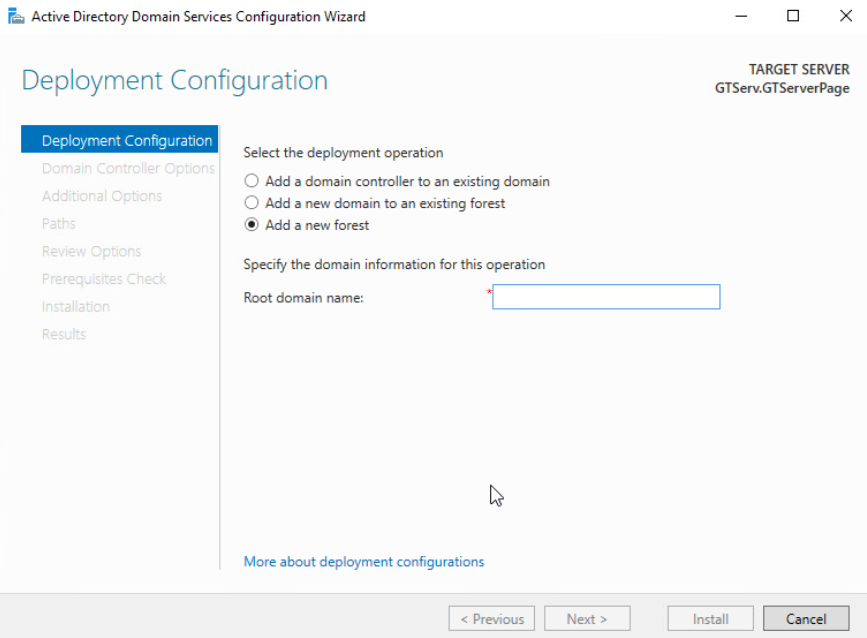 Active Directory Domain Services Configuration Wizard
Deployment Configuration
TARGET SERVER
GTServ.GTServerPage
Deployment Configuration
Domain Controller Options
Additional Options
Paths
Review Options
Prerequisites Check
Installation
Results
Select the deployment operation
Add a domain controller to an existing domain
Add a new domain to an existing forest
Add a new forest
Specify the domain information for this operation
Root domain name: *
More about deployment configurations
< Previous
Next >
Install
Cancel